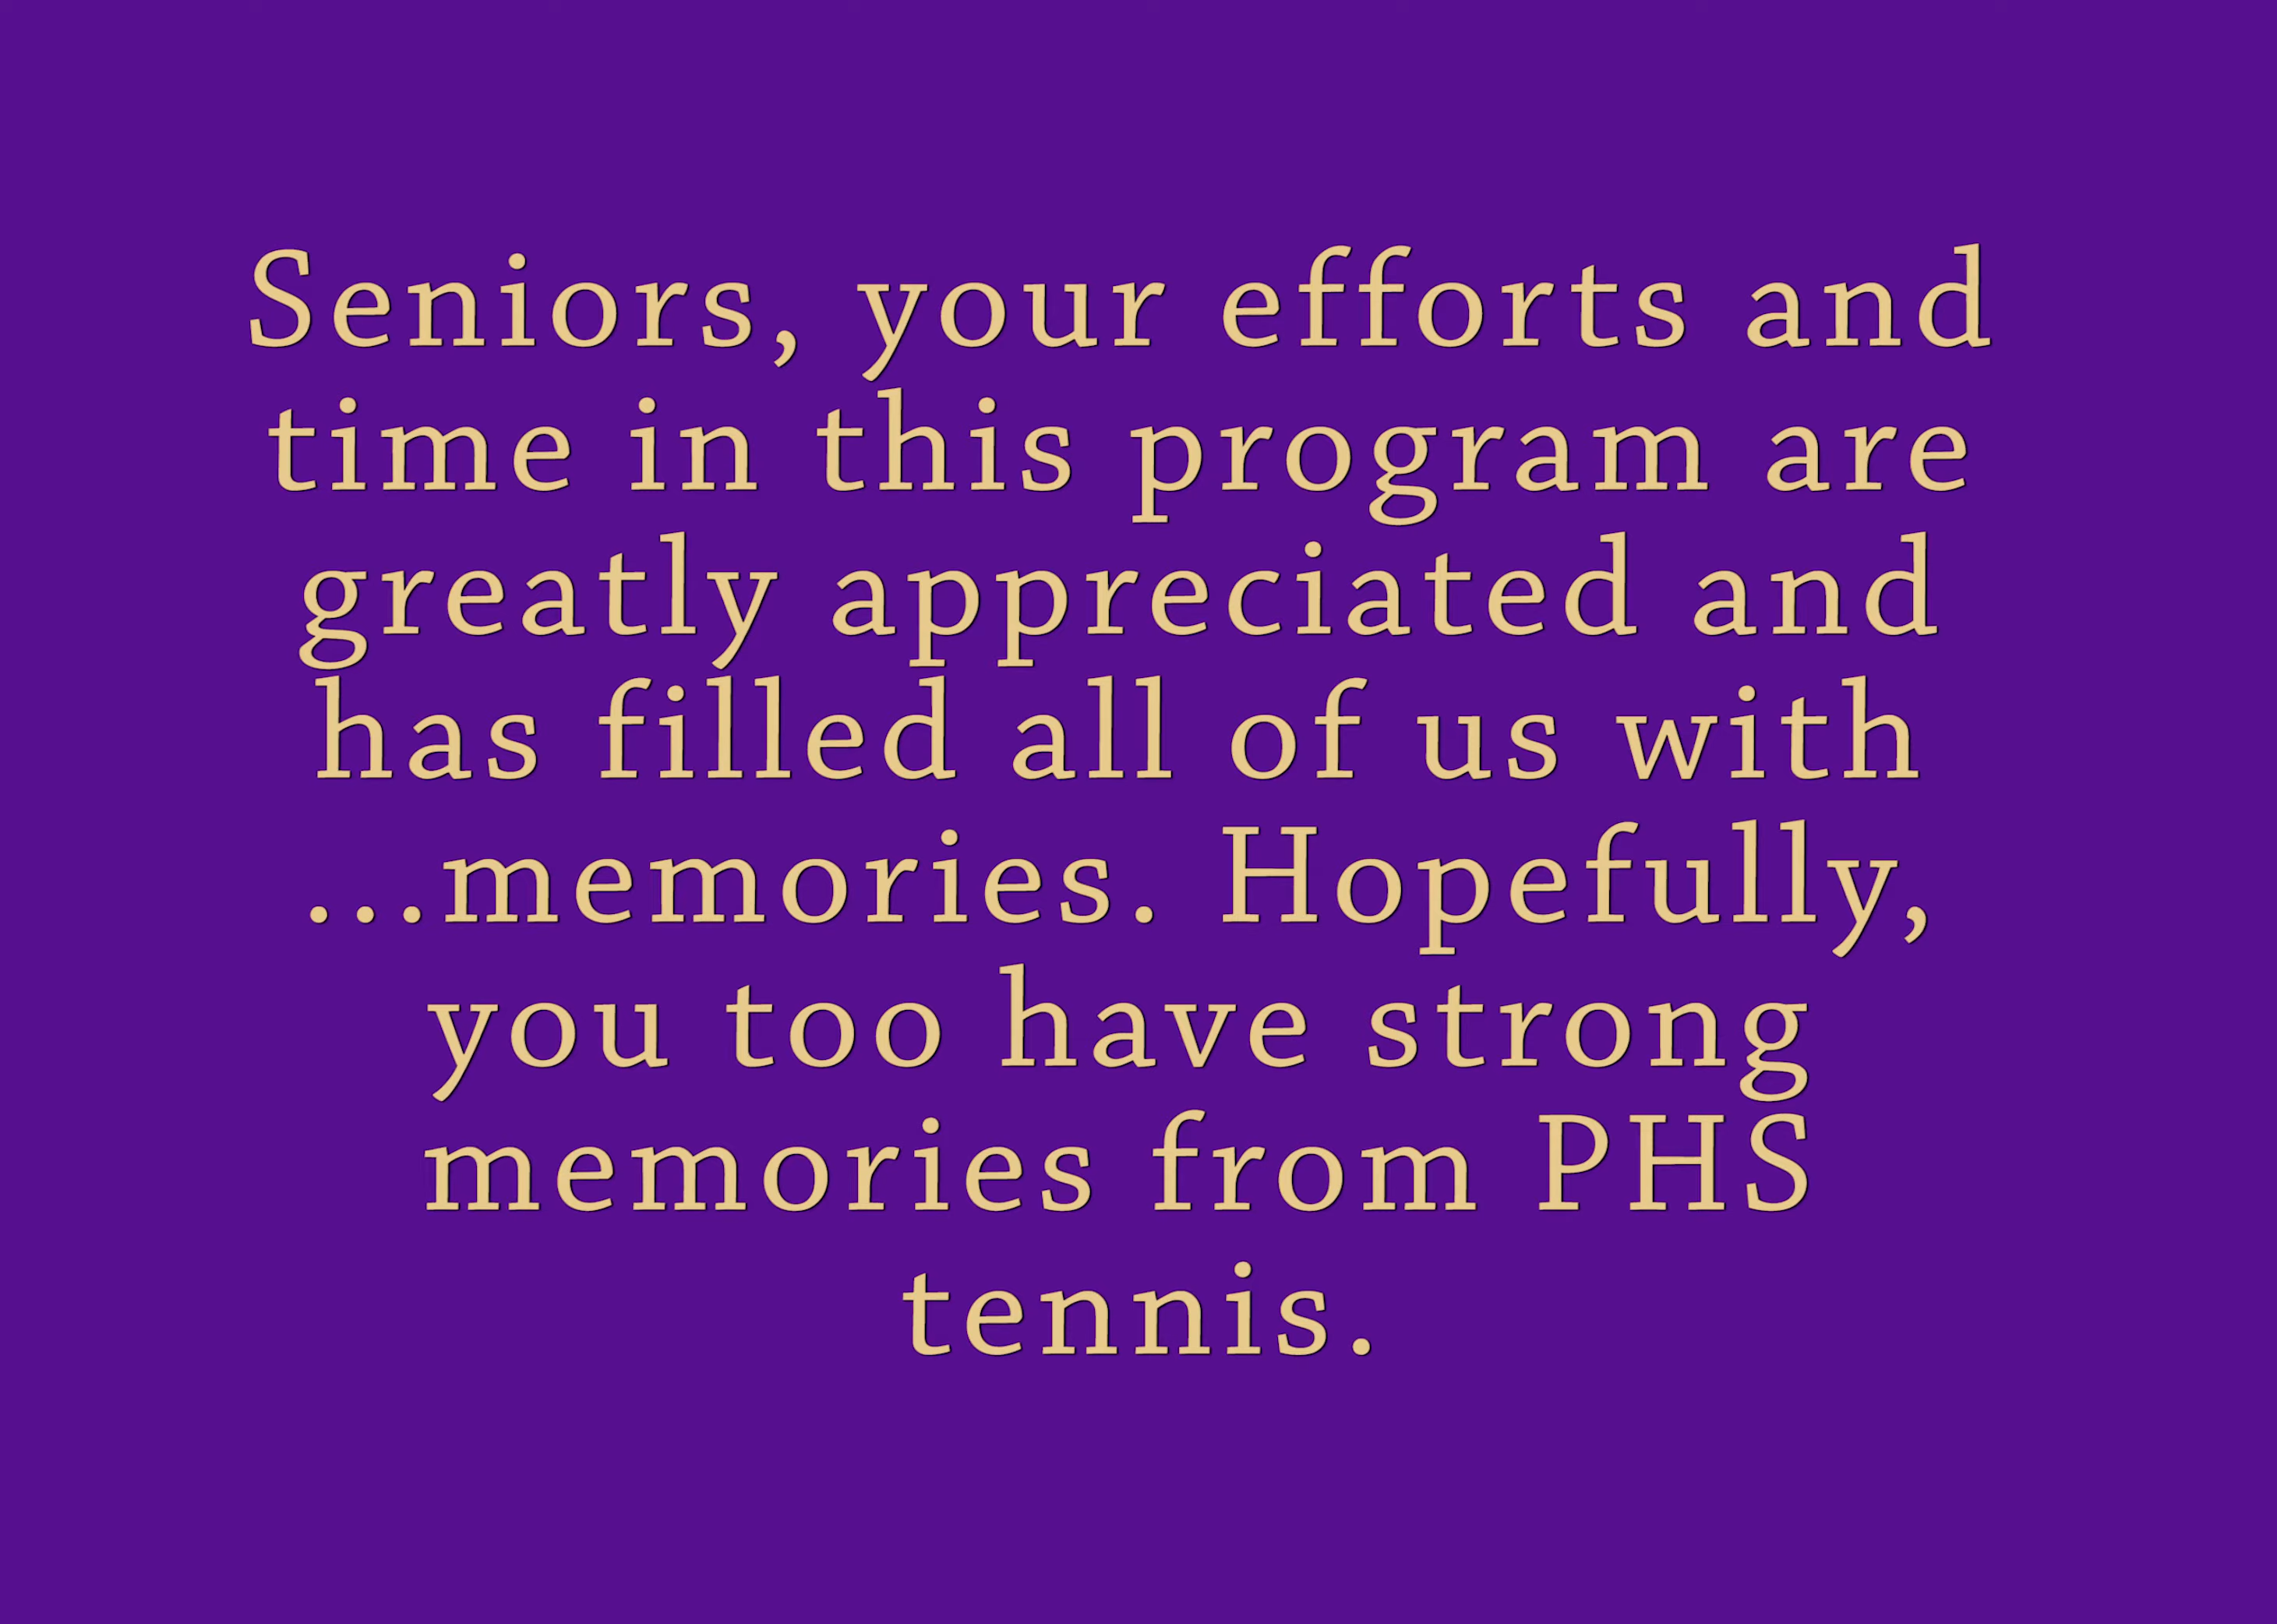 Seniors, your efforts and
time in this program are
greatly appreciated and
has filled all of us with
...memories. Hopefully,
you too have strong
memories from PHS
tennis.